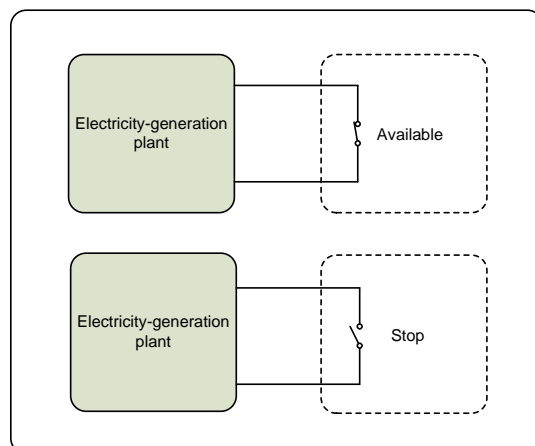 Electricity-generation
plant
Available
Electricity-generation
plant
Stop